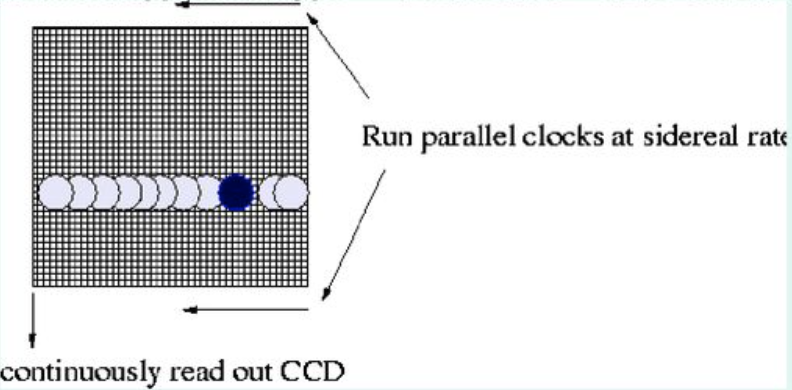 Run parallel clocks at sidereal rate
continuously read out CCD